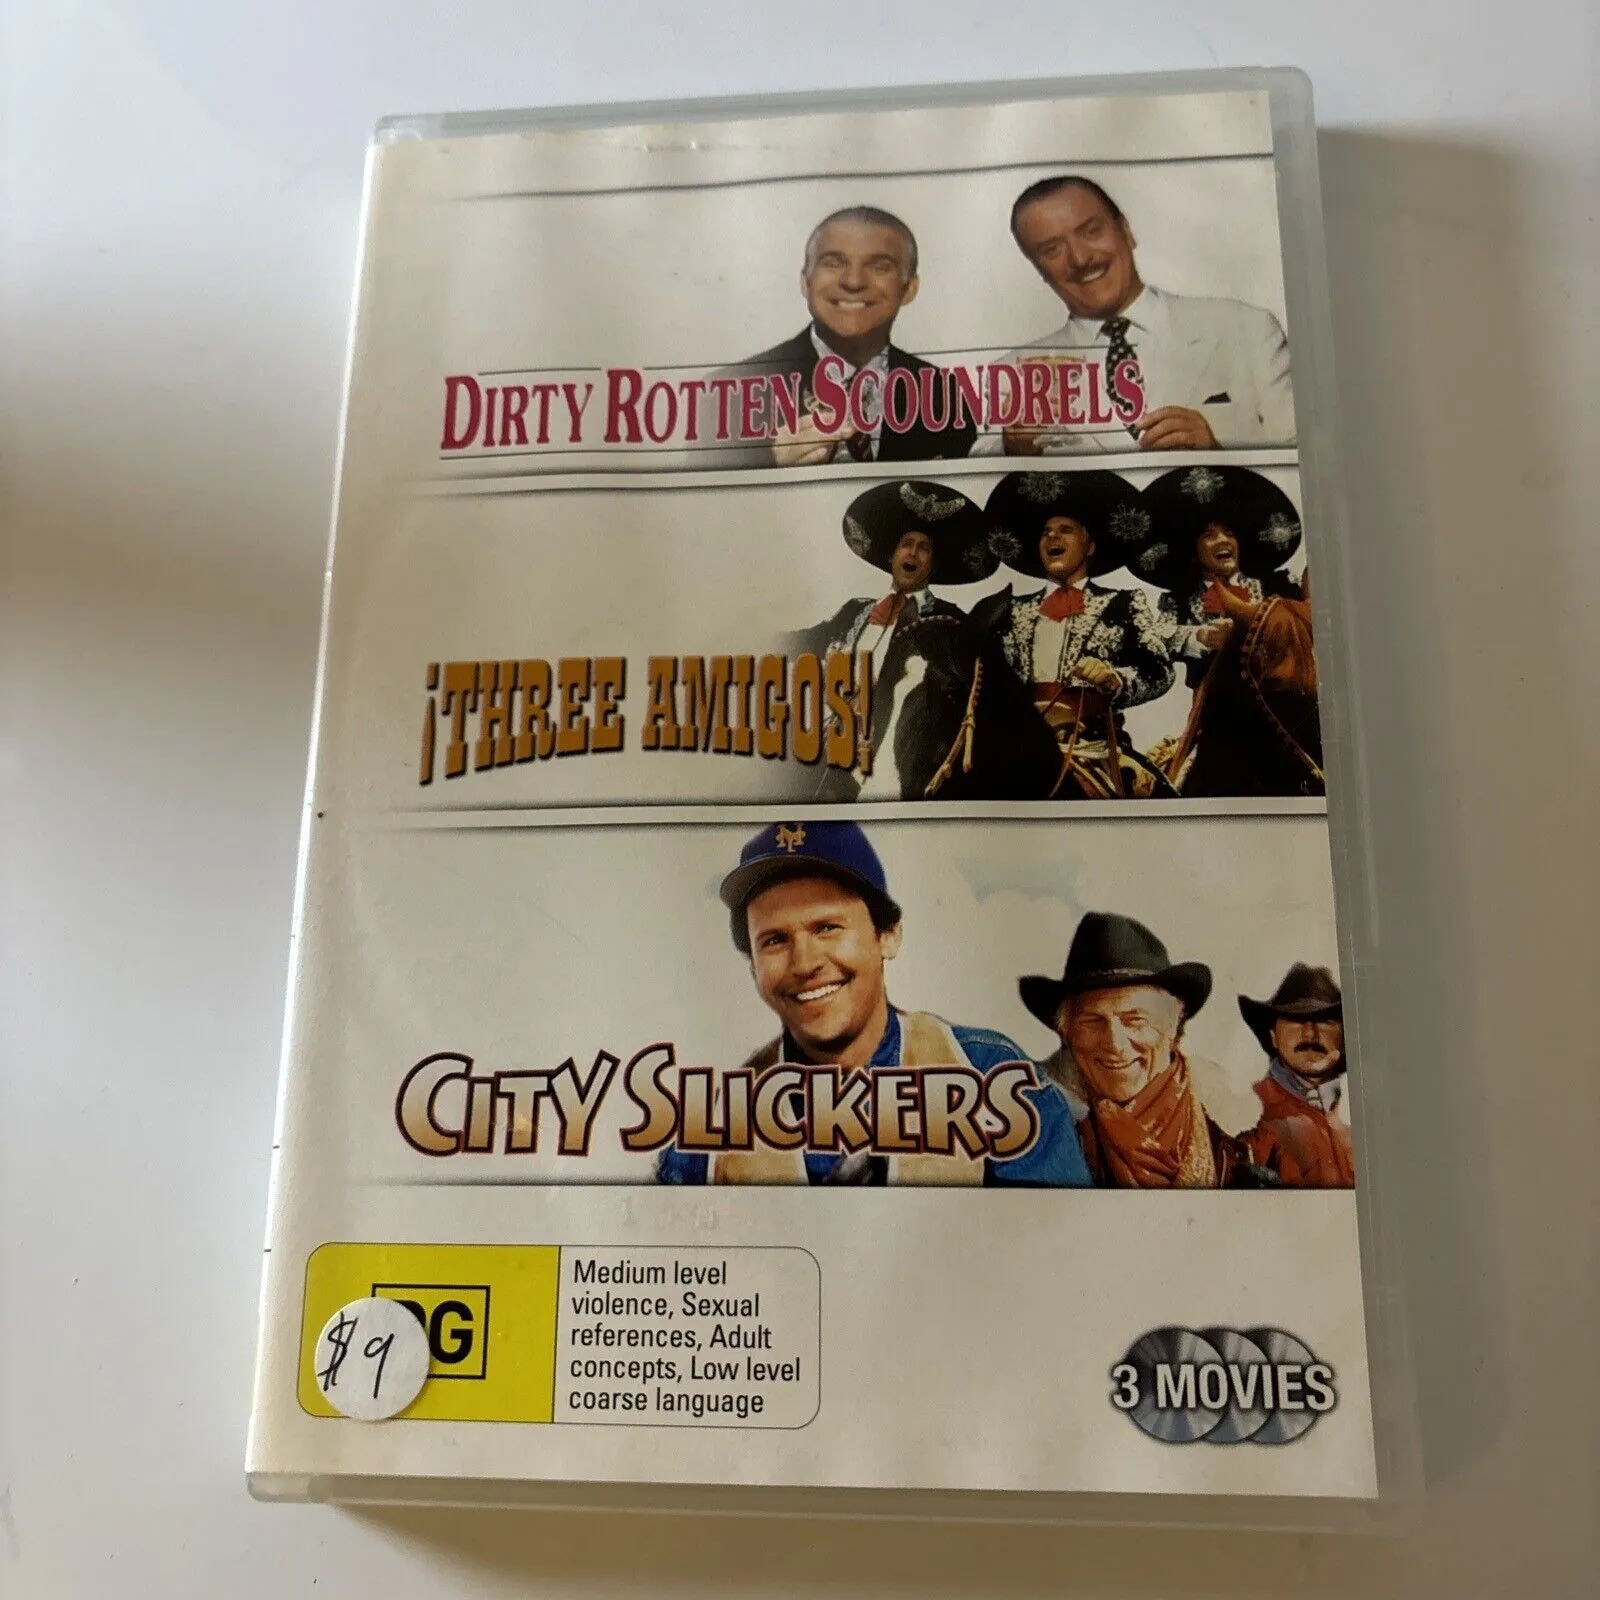 DIRTY ROTTEN SCOUNDRELS
¡THREE AMIGOS!
NY
CITY SLICKERS
$9
G
Medium level
violence, Sexual
references, Adult
concepts, Low level
coarse language
3 MOVIES